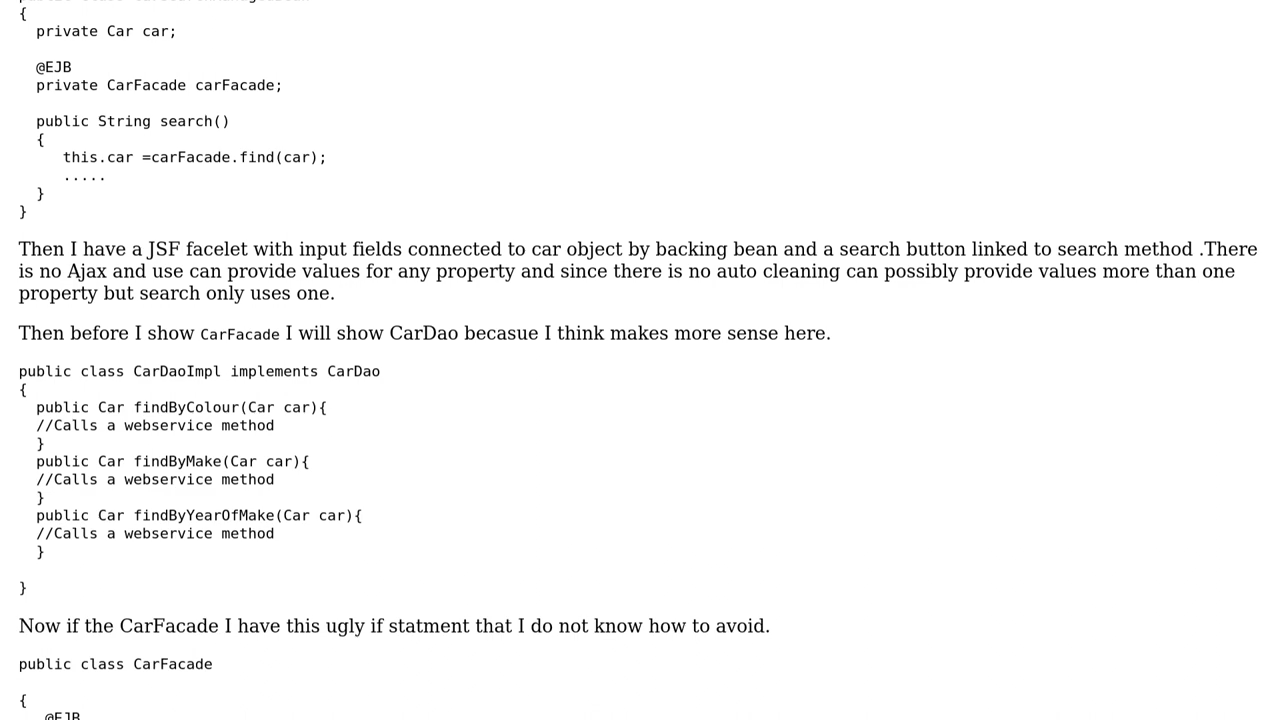 {
private Car car;
@EJB
private CarFacade carFacade;
public String search()
{
this.car =carFacade.find(car);
.....
}
}
Then I have a JSF facelet with input fields connected to car object by backing bean and a search button linked to search method .There
is no Ajax and use can provide values for any property and since there is no auto cleaning can possibly provide values more than one
property but search only uses one.
Then before I show CarFacade I will show CarDao becasue I think makes more sense here.
public class CarDaoImpl implements CarDao
{
public Car findByColour(Car car){
//Calls a webservice method
}
public Car findByMake(Car car){
//Calls a webservice method
}
public Car findByYearOfMake(Car car){
//Calls a webservice method
}
}
Now if the CarFacade I have this ugly if statment that I do not know how to avoid.
public class CarFacade
{
@EJB